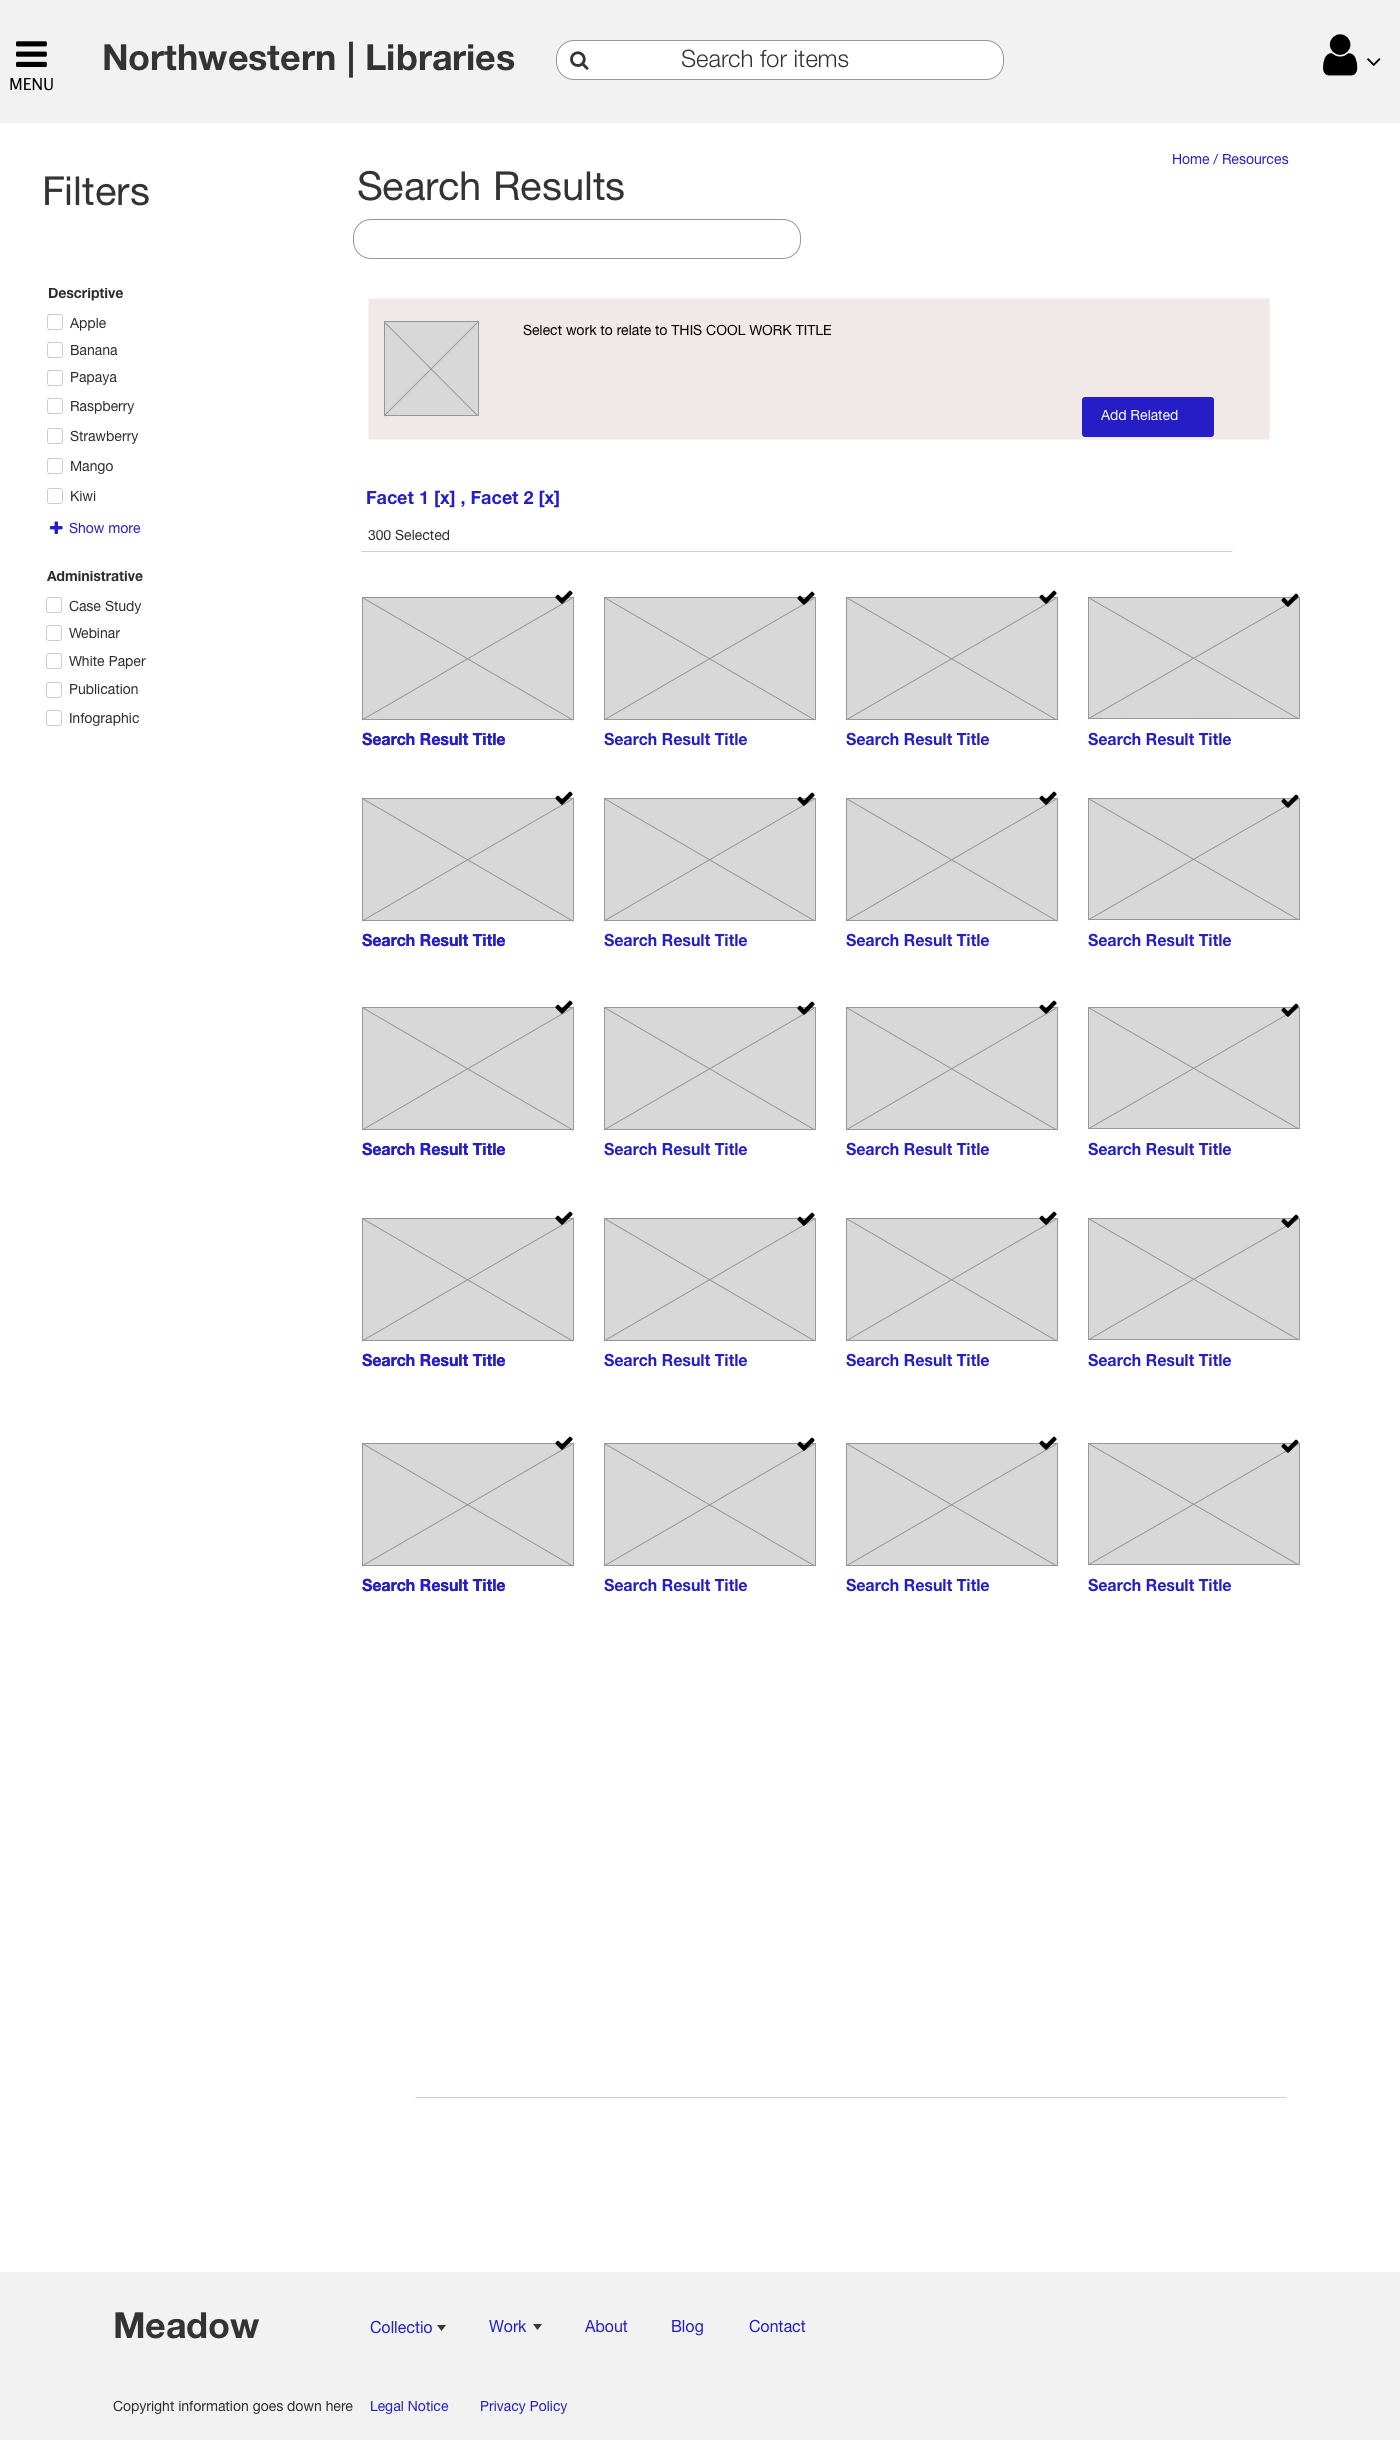 MENU
Northwestern | Libraries
Search for items
Home / Resources
Filters
Search Results
Descriptive
Apple
Banana
Papaya
Raspberry
Strawberry
Mango
Kiwi
Show more
Administrative
Case Study
Webinar
White Paper
Publication
Infographic
Select work to relate to THIS COOL WORK TITLE
Add Related
Facet 1 [x] , Facet 2 [x]
300 Selected
Search Result Title Search Result Title Search Result Title Search Result Title
Search Result Title Search Result Title Search Result Title Search Result Title
Search Result Title Search Result Title Search Result Title Search Result Title
Search Result Title Search Result Title Search Result Title Search Result Title
Search Result Title Search Result Title Search Result Title Search Result Title
Meadow
Collectio Work About Blog Contact
Copyright information goes down here Legal Notice Privacy Policy